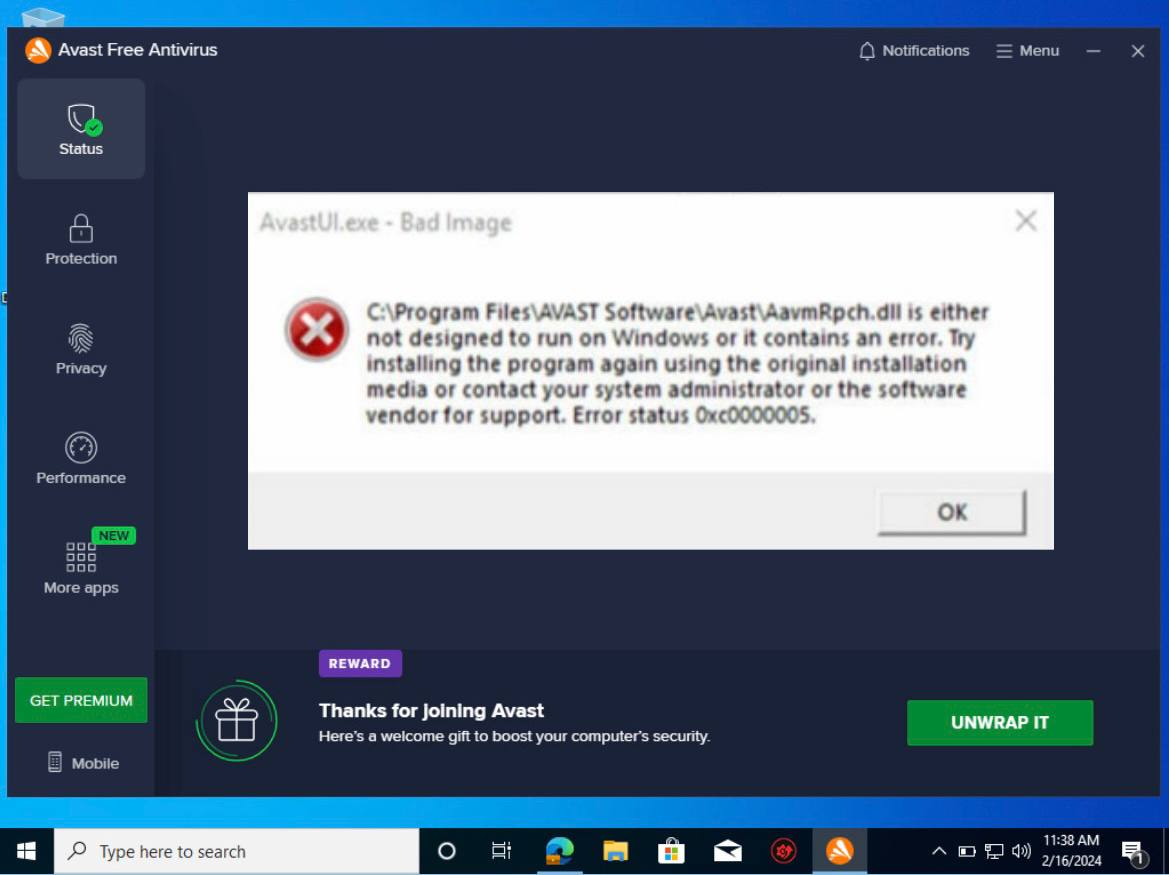 Avast Free Antivirus
Notifications
Menu
Status
Protection
Privacy
Performance
NEW
More apps
GET PREMIUM
Mobile
AvastUI.exe - Bad Image
C:\Program Files\AVAST Software\Avast\AavmRpch.dll is either
not designed to run on Windows or it contains an error. Try
installing the program again using the original installation
media or contact your system administrator or the software
vendor for support. Error status 0xc0000005.
OK
REWARD
Thanks for joining Avast
Here's a welcome gift to boost your computer's security.
UNWRAP IT
Type here to search
11:38 AM
2/16/2024
1